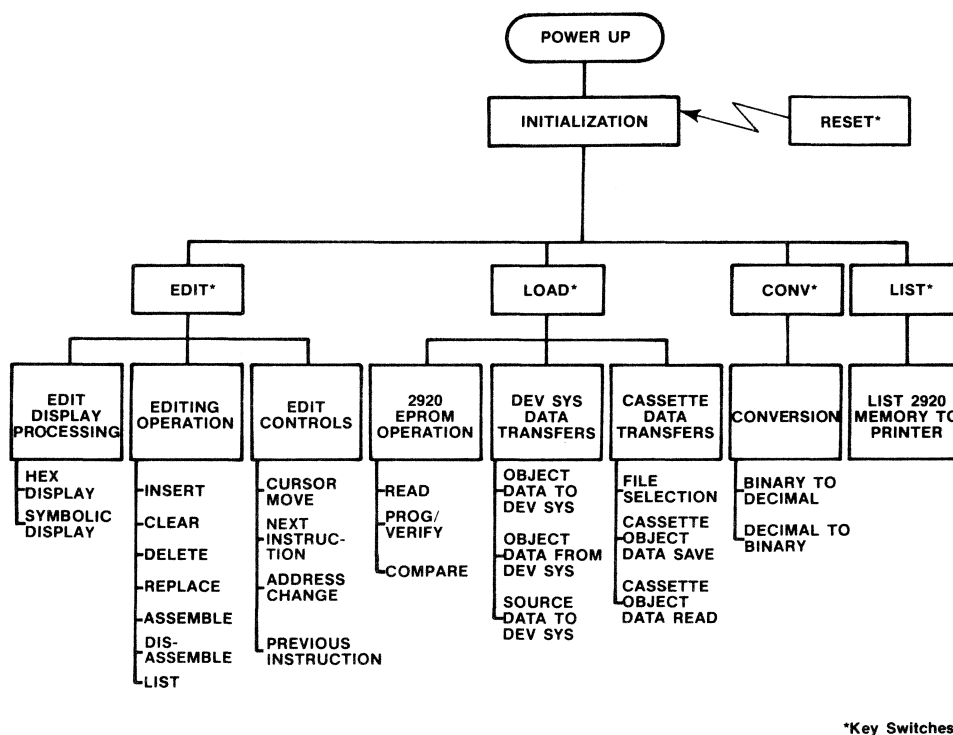 POWER UP
INITIALIZATION
RESET*
EDIT*
LOAD*
CONV*
LIST*
EDIT
DISPLAY
PROCESSING
EDITING
OPERATION
EDIT
CONTROLS
2920
EPROM
OPERATION
DEV SYS
DATA
TRANSFERS
CASSETTE
DATA
TRANSFERS
CONVERSION
LIST 2920
MEMORY TO
PRINTER
HEX
DISPLAY
SYMBOLIC
DISPLAY
INSERT
CLEAR
DELETE
REPLACE
ASSEMBLE
DIS-
ASSEMBLE
LIST
CURSOR
MOVE
NEXT
INSTRUC-
TION
ADDRESS
CHANGE
PREVIOUS
INSTRUCTION
READ
PROG/
VERIFY
COMPARE
OBJECT
DATA TO
DEV SYS
OBJECT
DATA FROM
DEV SYS
SOURCE
DATA TO
DEV SYS
FILE
SELECTION
CASSETTE
OBJECT
DATA SAVE
CASSETTE
OBJECT
DATA READ
BINARY TO
DECIMAL
DECIMAL TO
BINARY
*Key Switches